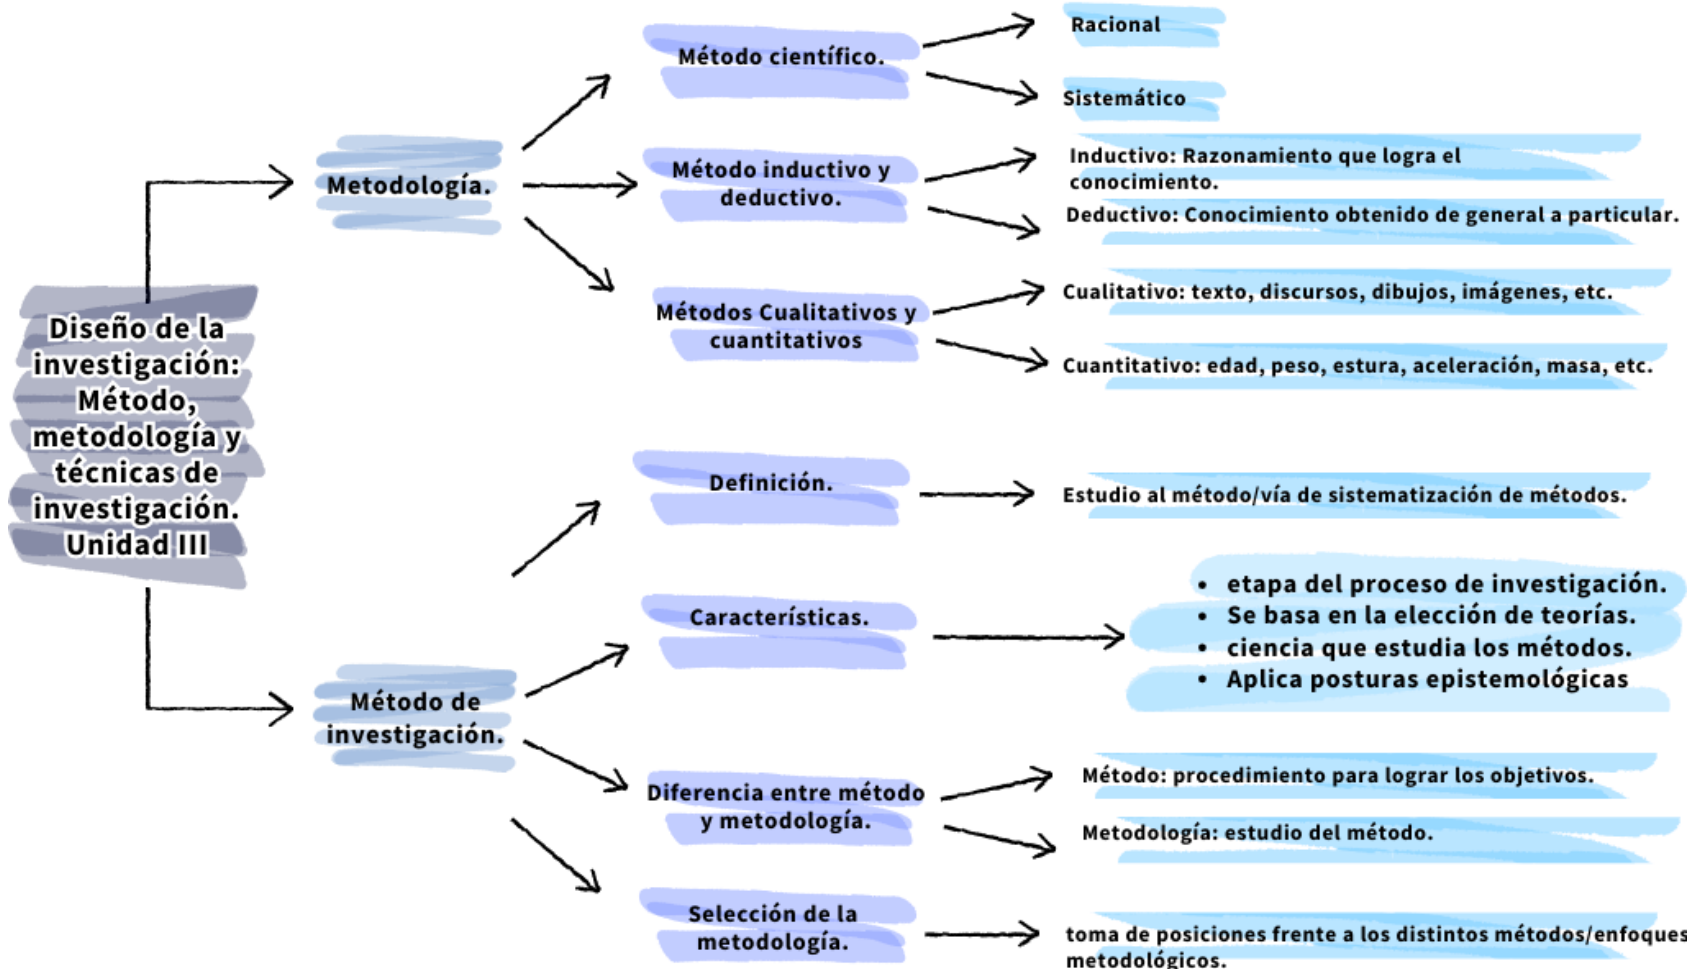 Diseño de la
investigación:
Método,
metodología y
técnicas de
investigación.
Unidad III
Metodología.
Método científico.
Racional
Sistemático
Método inductivo y
deductivo.
Inductivo: Razonamiento que logra el
conocimiento.
Deductivo: Conocimiento obtenido de general a particular.
Métodos Cualitativos y
cuantitativos
Cualitativo: texto, discursos, dibujos, imágenes, etc.
Cuantitativo: edad, peso, estura, aceleración, masa, etc.
Método de
investigación.
Definición.
Estudio al método/vía de sistematización de métodos.
Características.
• etapa del proceso de investigación.
• Se basa en la elección de teorías.
• ciencia que estudia los métodos.
• Aplica posturas epistemológicas
Diferencia entre método
y metodología.
Método: procedimiento para lograr los objetivos.
Metodología: estudio del método.
Selección de la
metodología.
toma de posiciones frente a los distintos métodos/enfoques
metodológicos.